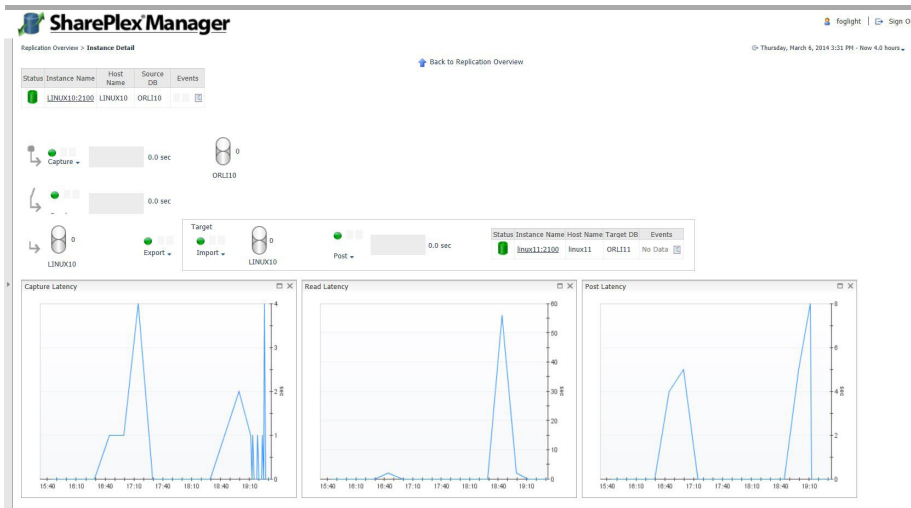 SharePlex Manager
foglight | Sign O
Replication Overview > Instance Detail
Thursday, March 6, 2014 3:31 PM - Now 4.0 hours
Back to Replication Overview
Status Instance Name Host Name Source DB Events
LINUX10:2100 LINUX10 ORLI10
Capture
0.0 sec
0
ORLI10
0.0 sec
0
LINUX10
Export
Target
Import
0
LINUX10
Post
0.0 sec
Status Instance Name Host Name Target DB Events
linux11:2100 linux11 ORLI11 No Data
Capture Latency
4
3
2
1
0
sec
15:40 16:10 16:40 17:10 17:40 18:10 18:40 19:10
Read Latency
60
50
40
30
20
10
0
sec
15:40 16:10 16:40 17:10 17:40 18:10 18:40 19:10
Post Latency
8
6
4
2
0
sec
15:40 16:10 16:40 17:10 17:40 18:10 18:40 19:10